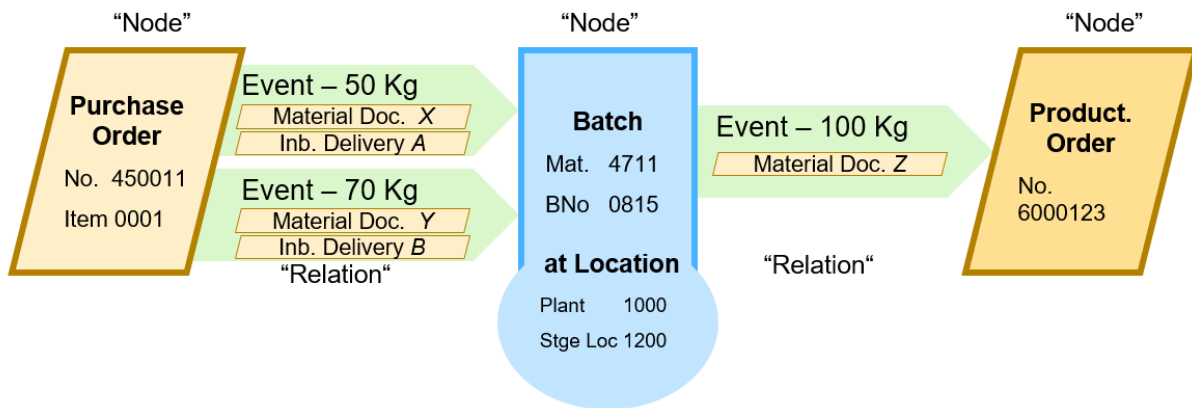 “Node”
Purchase
Order
No. 450011
Item 0001
Event – 50 Kg
Material Doc. X
Inb. Delivery A
Event – 70 Kg
Material Doc. Y
Inb. Delivery B
“Relation“
“Node”
Batch
Mat. 4711
BNo 0815
at Location
Plant 1000
Stge Loc 1200
Event – 100 Kg
Material Doc. Z
“Relation“
“Node”
Product.
Order
No.
6000123